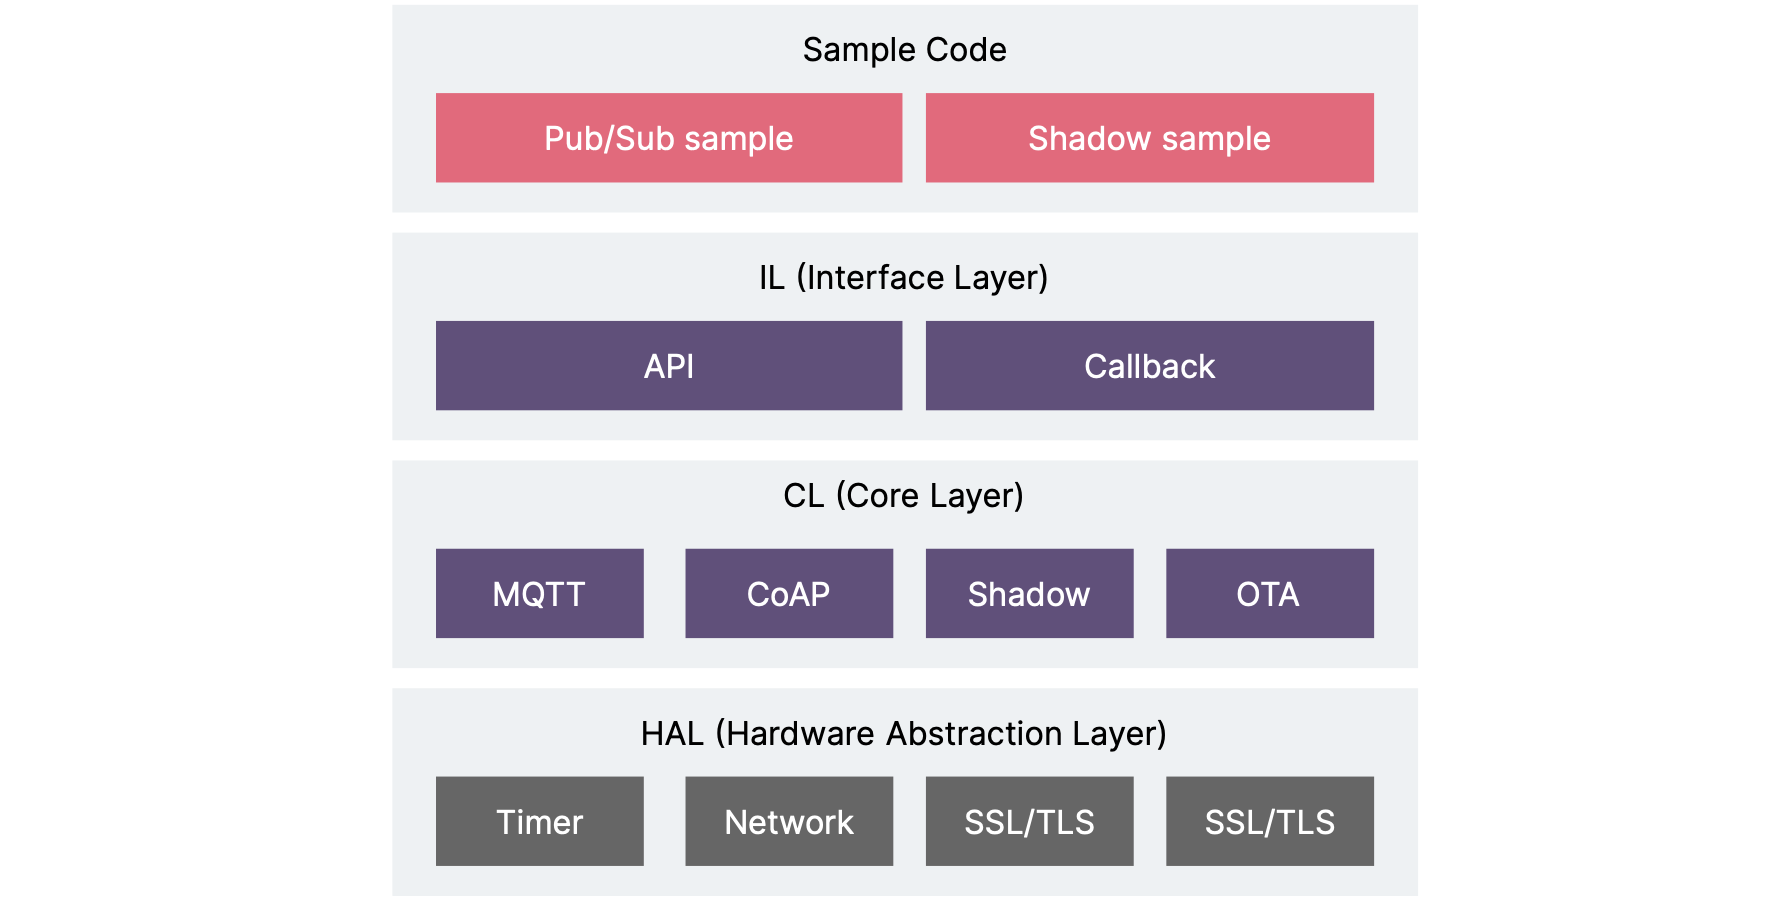 Sample Code
Pub/Sub sample
Shadow sample
IL (Interface Layer)
API
Callback
CL (Core Layer)
MQTT
CoAP
Shadow
OTA
HAL (Hardware Abstraction Layer)
Timer
Network
SSL/TLS
SSL/TLS